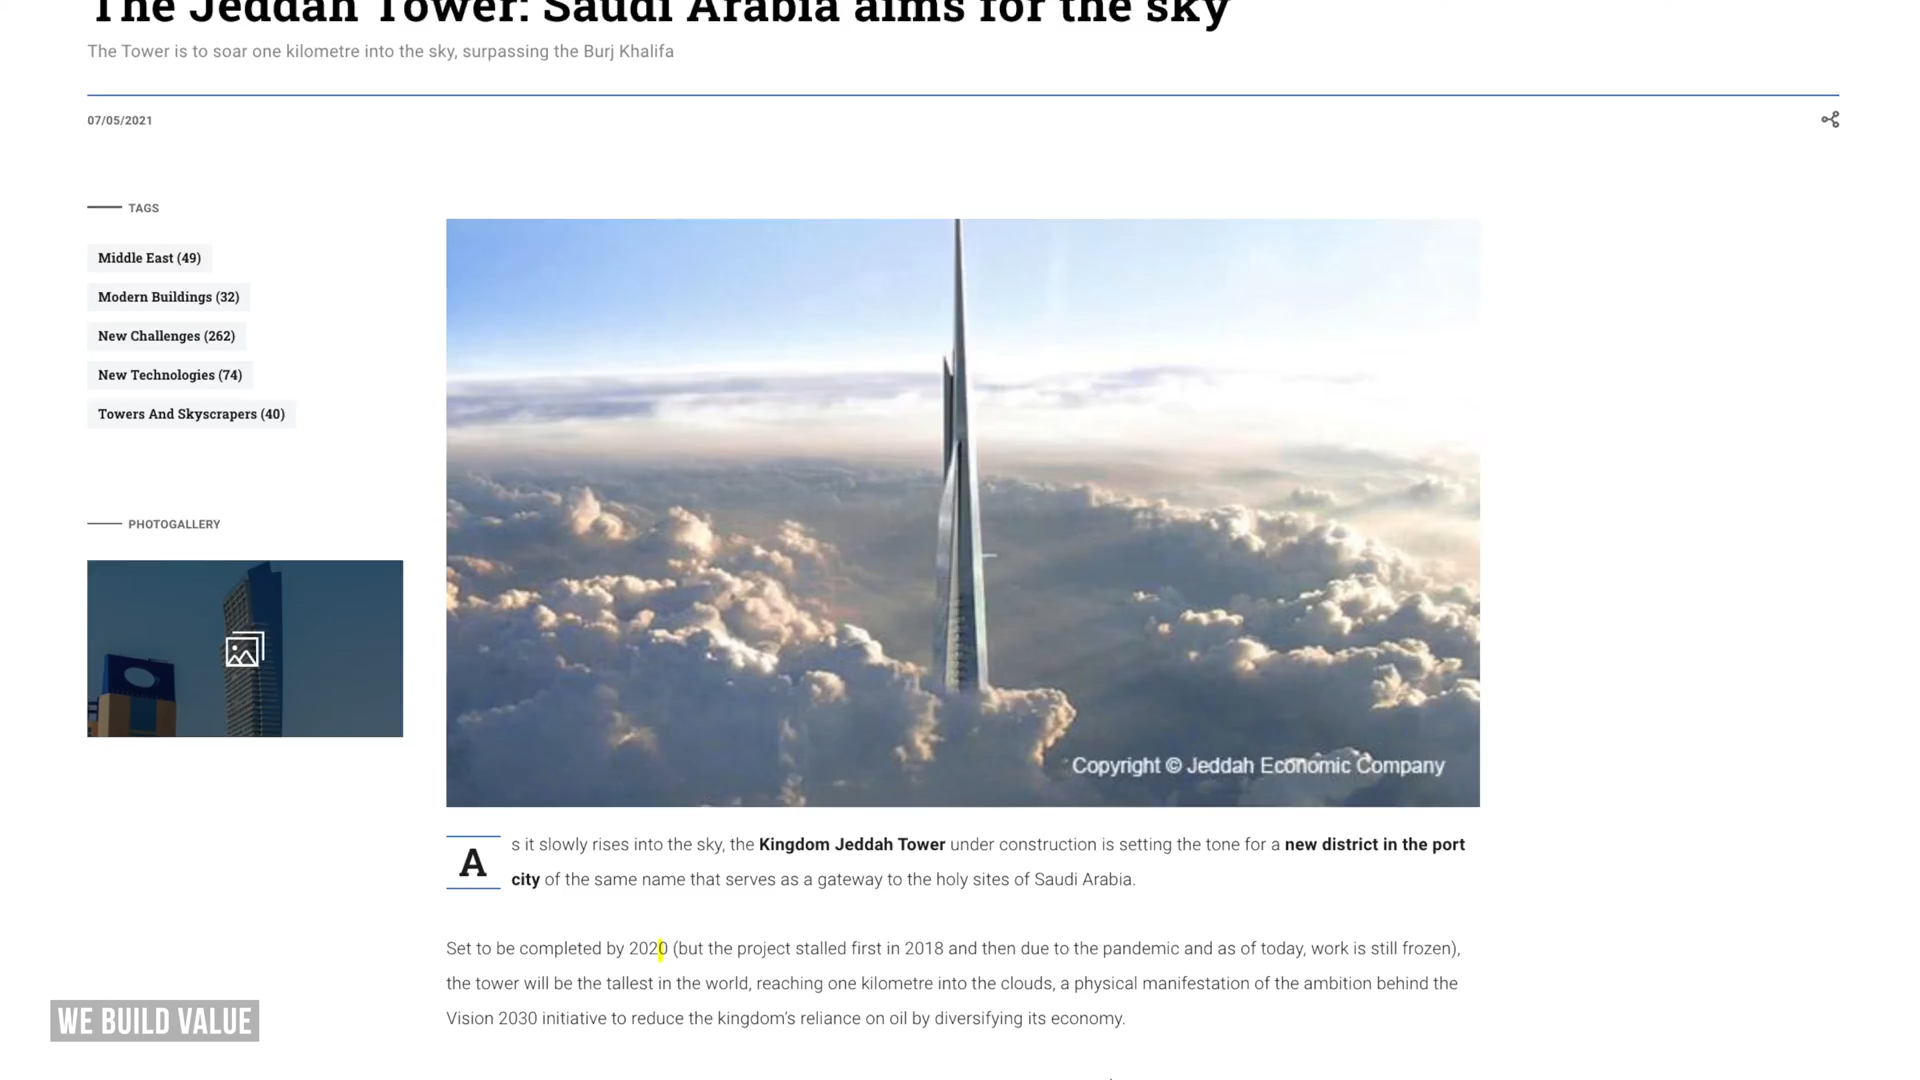 The Jeddah Tower: Saudi Arabia aims for the sky
The Tower is to soar one kilometre into the sky, surpassing the Burj Khalifa
07/05/2021
TAGS
Middle East (49)
Modern Buildings (32)
New Challenges (262)
New Technologies (74)
Towers And Skyscrapers (40)
PHOTOGALLERY
Copyright © Jeddah Economic Company
As it slowly rises into the sky, the Kingdom Jeddah Tower under construction is setting the tone for a new district in the port
city of the same name that serves as a gateway to the holy sites of Saudi Arabia.
Set to be completed by 2020 (but the project stalled first in 2018 and then due to the pandemic and as of today, work is still frozen),
the tower will be the tallest in the world, reaching one kilometre into the clouds, a physical manifestation of the ambition behind the
Vision 2030 initiative to reduce the kingdom's reliance on oil by diversifying its economy.
WE BUILD VALUE